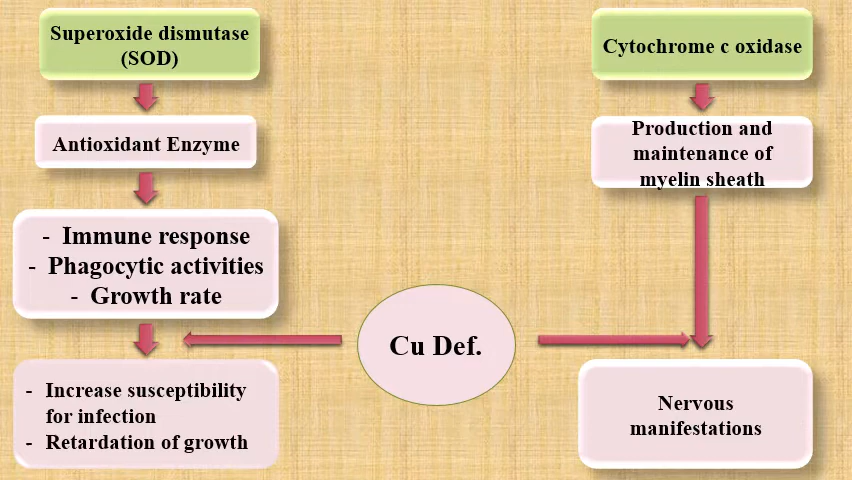 Superoxide dismutase
(SOD)
Antioxidant Enzyme
- Immune response
- Phagocytic activities
- Growth rate
- Increase susceptibility
for infection
- Retardation of growth
Cu Def.
Cytochrome c oxidase
Production and
maintenance of
myelin sheath
Nervous
manifestations